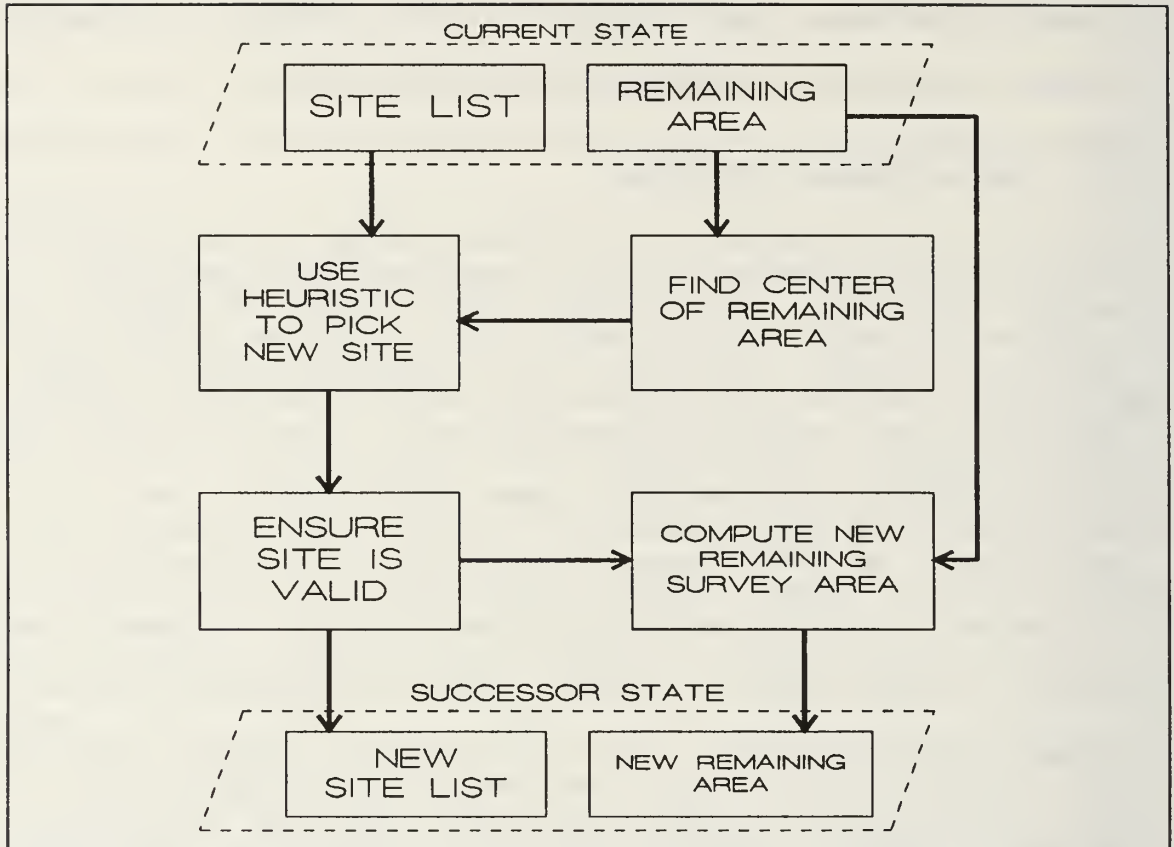 CURRENT STATE
SITE LIST
REMAINING
AREA
USE
HEURISTIC
TO PICK
NEW SITE
FIND CENTER
OF REMAINING
AREA
ENSURE
SITE IS
VALID
COMPUTE NEW
REMAINING
SURVEY AREA
SUCCESSOR STATE
NEW
SITE LIST
NEW REMAINING
AREA